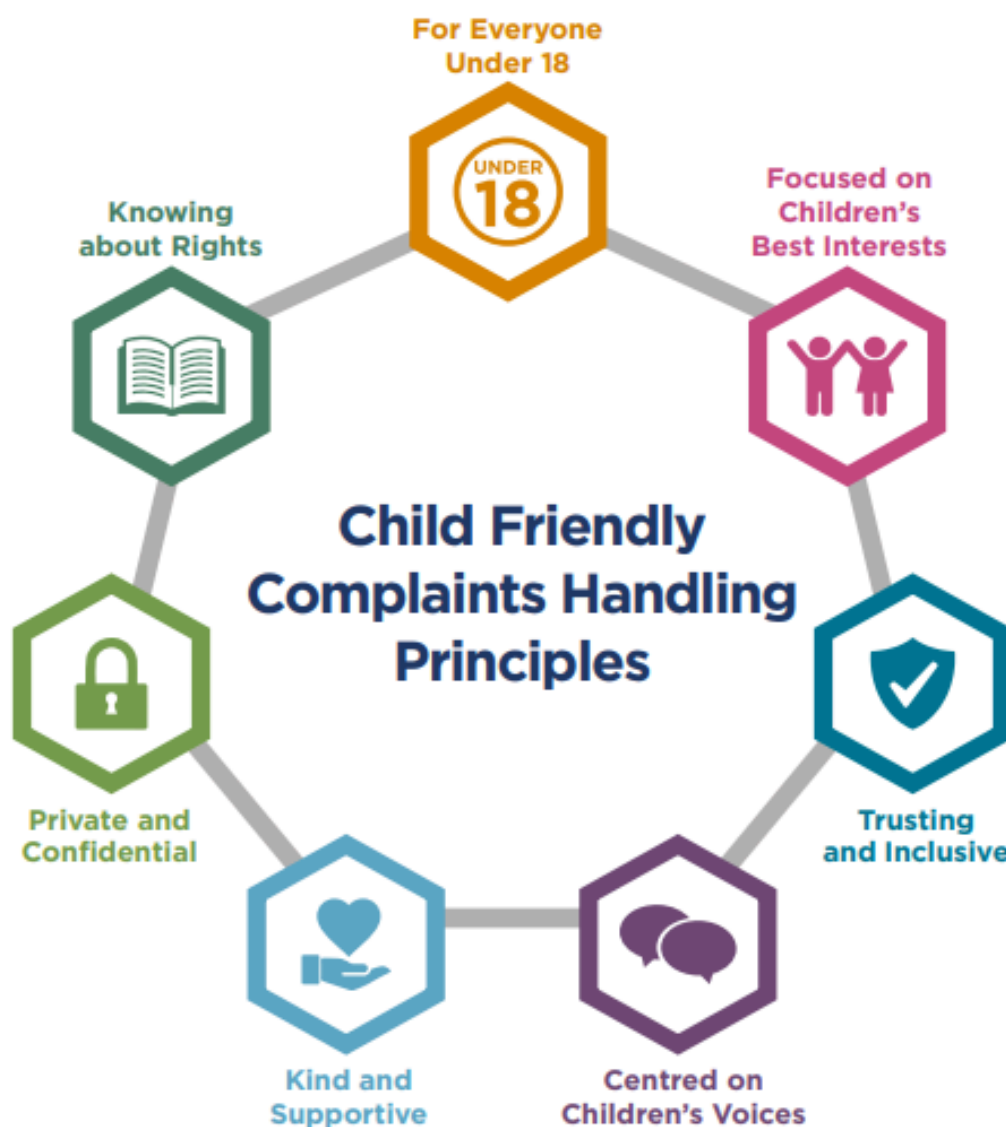 For Everyone
Under 18
UNDER
18
Focused on
Children's
Best Interests
Knowing
about Rights
Child Friendly
Complaints Handling
Principles
Private and
Confidential
Trusting
and Inclusive
Kind and
Supportive
Centred on
Children's Voices